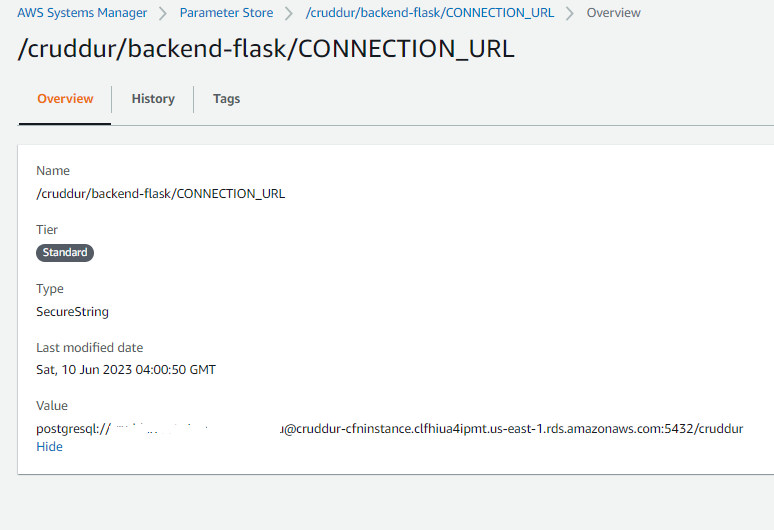 AWS Systems Manager > Parameter Store > /cruddur/backend-flask/CONNECTION_URL > Overview
/cruddur/backend-flask/CONNECTION_URL
Overview History Tags
Name
/cruddur/backend-flask/CONNECTION_URL
Tier
Standard
Type
SecureString
Last modified date
Sat, 10 Jun 2023 04:00:50 GMT
Value
postgresql:// @cruddur-cfninstance.clfhiua4ipmt.us-east-1.rds.amazonaws.com:5432/cruddur
Hide